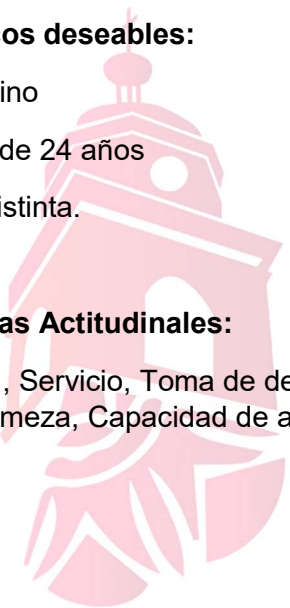 os deseables:
ino
de 24 años
istinta.
as Actitudinales:
, Servicio, Toma de de
meza, Capacidad de a